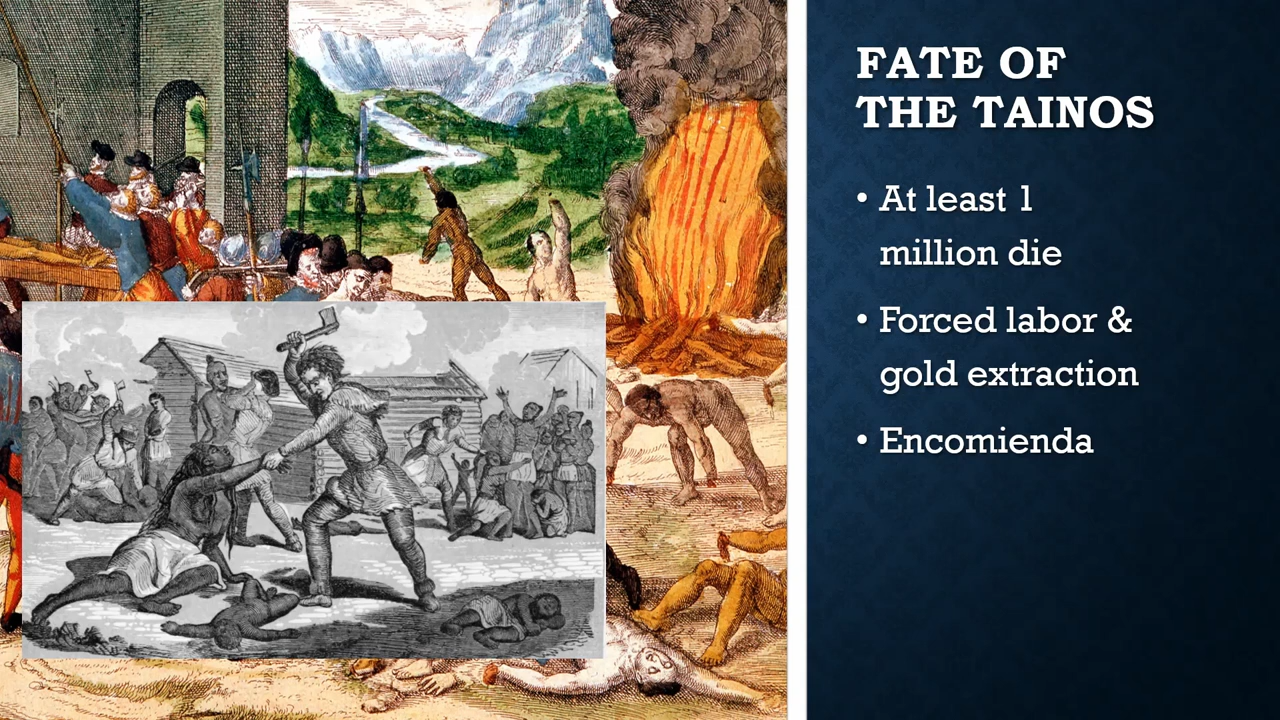 FATE OF
THE TAINOS
• At least 1
million die
• Forced labor &
gold extraction
• Encomienda